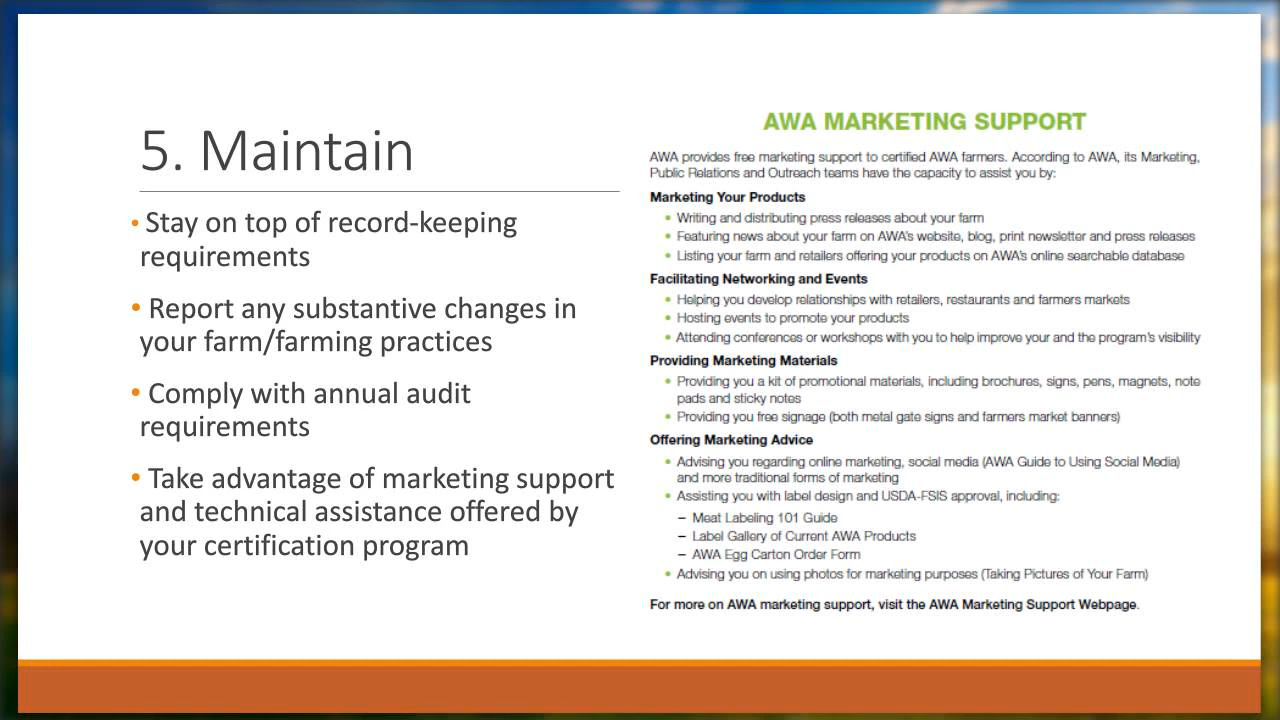 5. Maintain
• Stay on top of record-keeping
requirements
• Report any substantive changes in
your farm/farming practices
• Comply with annual audit
requirements
• Take advantage of marketing support
and technical assistance offered by
your certification program
AWA MARKETING SUPPORT
AWA provides free marketing support to certified AWA farmers. According to AWA, its Marketing,
Public Relations and Outreach teams have the capacity to assist you by:
Marketing Your Products
• Writing and distributing press releases about your farm
• Featuring news about your farm on AWA's website, blog, print newsletter and press releases
• Listing your farm and retailers offering your products on AWA's online searchable database
Facilitating Networking and Events
• Helping you develop relationships with retailers, restaurants and farmers markets
• Hosting events to promote your products
• Attending conferences or workshops with you to help improve your and the program's visibility
Providing Marketing Materials
• Providing you a kit of promotional materials, including brochures, signs, pens, magnets, note
pads and sticky notes
• Providing you free signage (both metal gate signs and farmers market banners)
Offering Marketing Advice
• Advising you regarding online marketing, social media (AWA Guide to Using Social Media)
and more traditional forms of marketing
• Assisting you with label design and USDA-FSIS approval, including:
– Meat Labeling 101 Guide
– Label Gallery of Current AWA Products
– AWA Egg Carton Order Form
• Advising you on using photos for marketing purposes (Taking Pictures of Your Farm)
For more on AWA marketing support, visit the AWA Marketing Support Webpage.